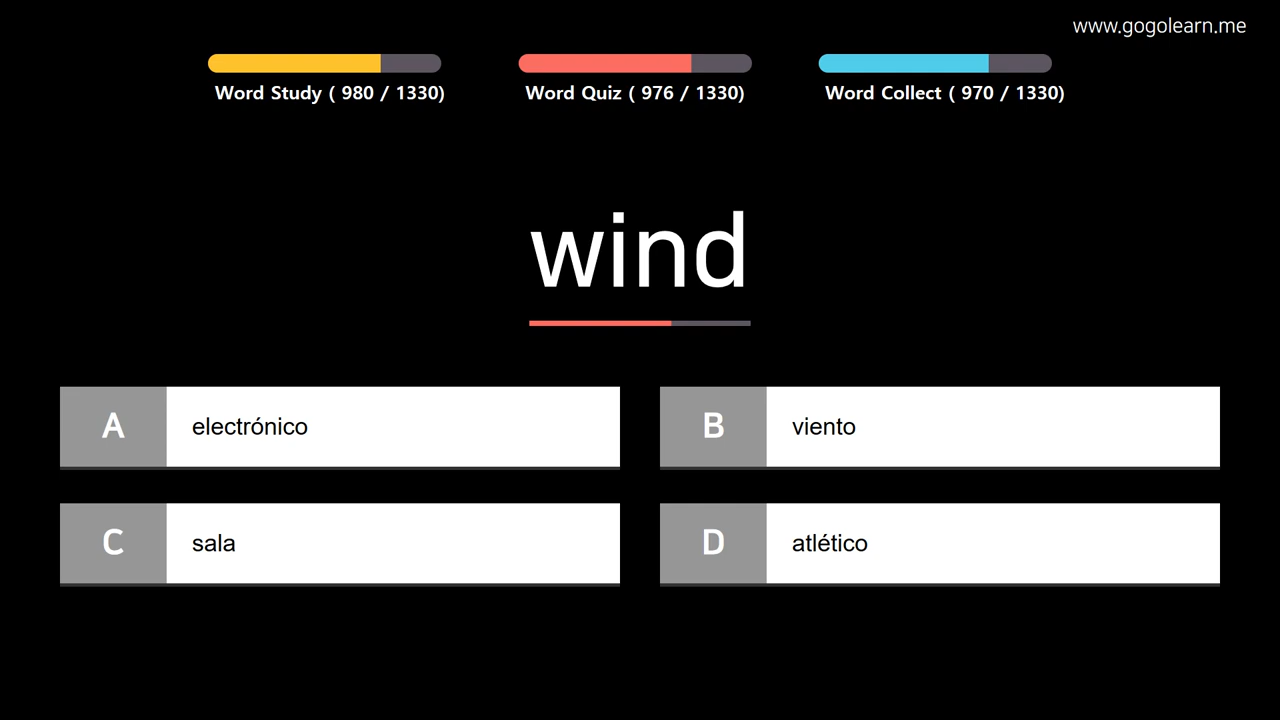 www.gogolearn.me
Word Study ( 980 / 1330)
Word Quiz ( 976 / 1330)
Word Collect ( 970 / 1330)
wind
A electrónico
B viento
C sala
D atlético